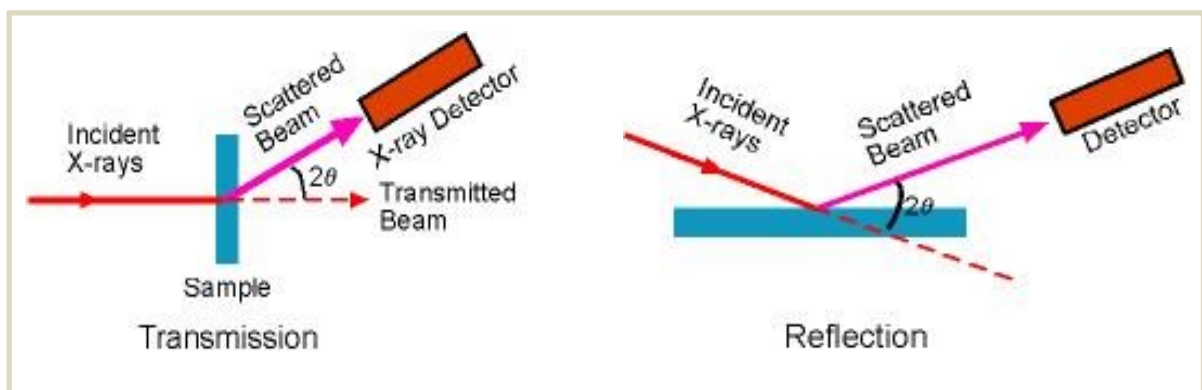 Incident
X-rays
Scattered
Beam
X-ray Detector
2θ
Transmitted
Beam
Sample
Transmission
Incident
X-rays
Scattered
Beam
Detector
2θ
Reflection